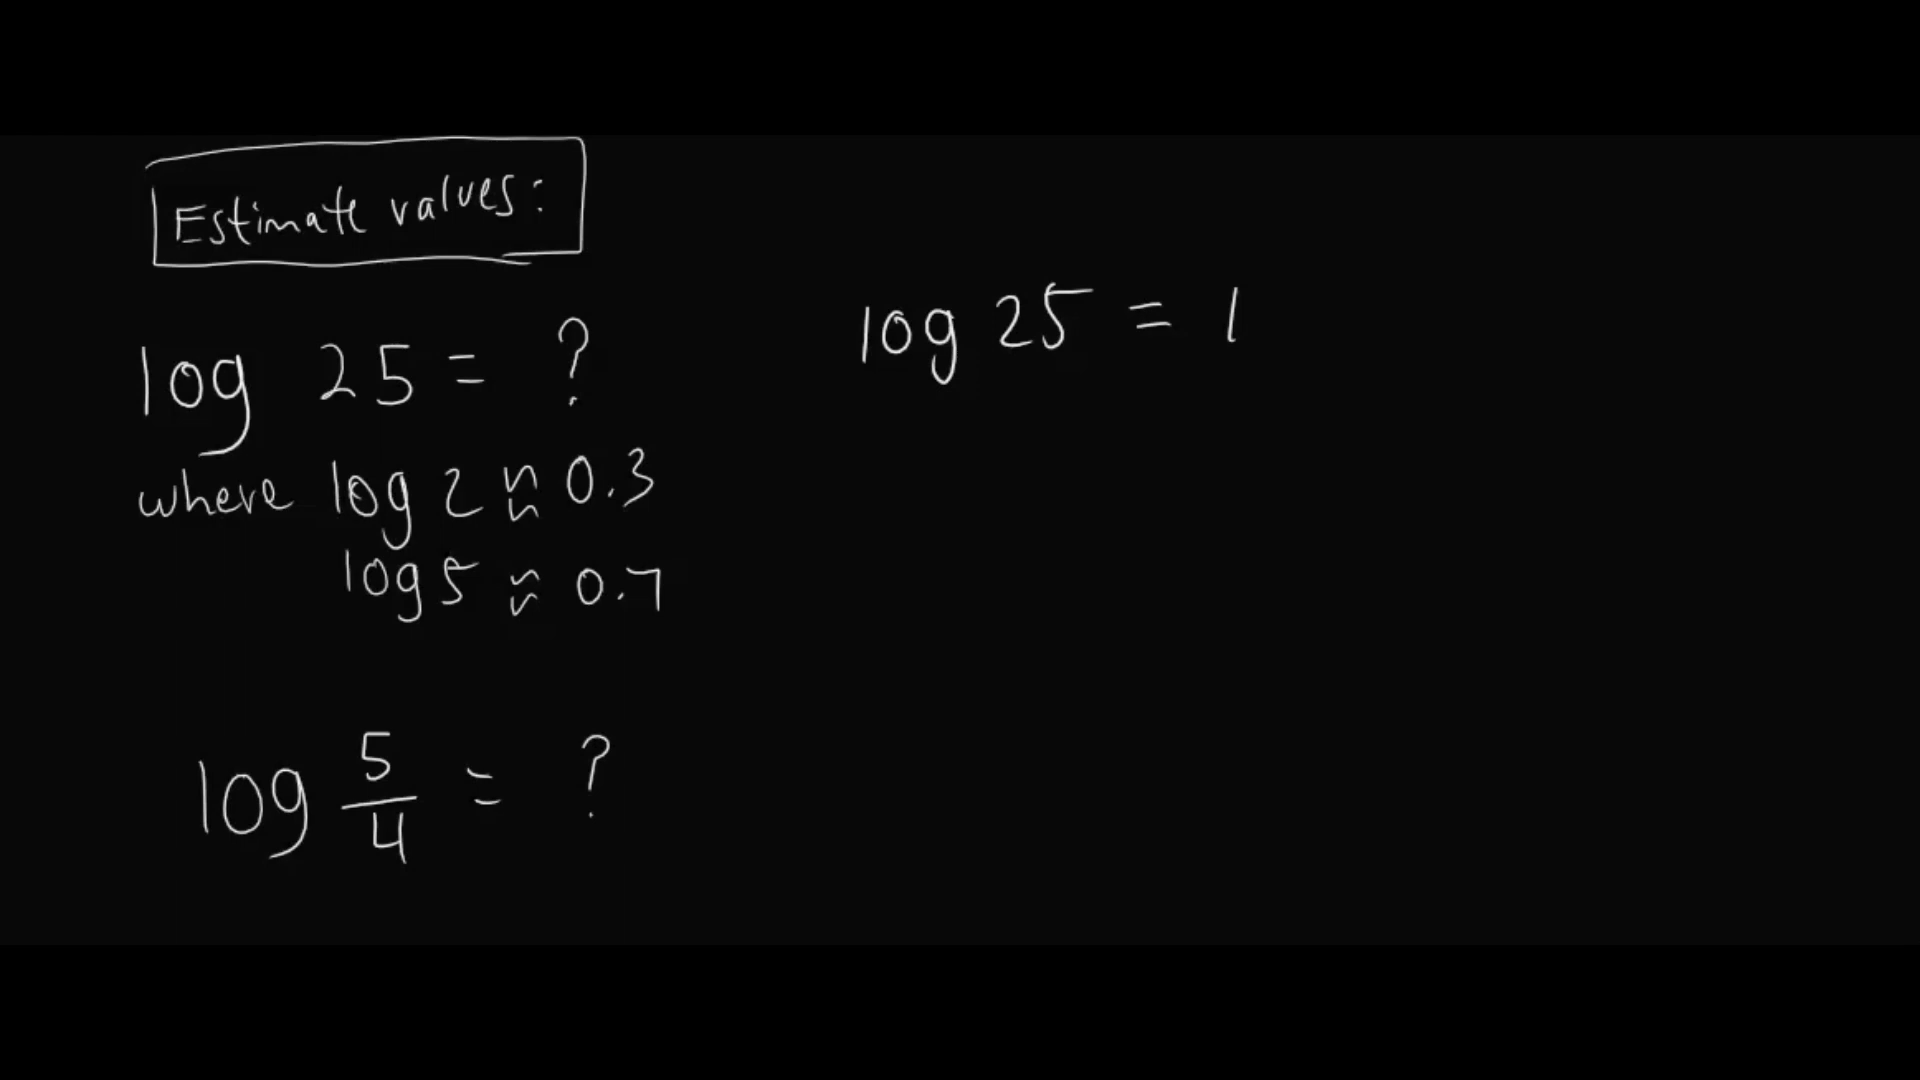 Estimate values:
log 25 = ?
where log 2 ≈ 0.3
log 5 ≈ 0.7
log 5/4 = ?
log 25 = 1